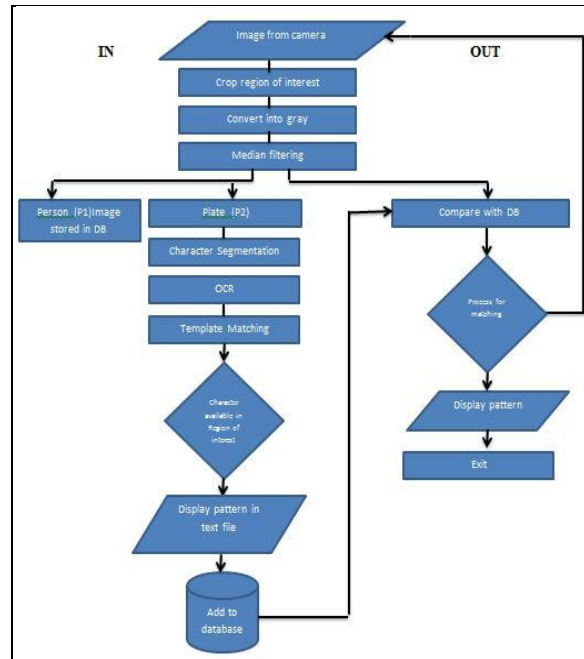 IN
Image from camera
OUT
Crop region of interest
Convert into gray
Median filtering
Person (P1)Image
stored in DB
Plate (P2)
Character Segmentation
OCR
Template Matching
Character
available in
Region of
interest
Display pattern in
text file
Add to
database
Compare with DB
Process for
matching
Display pattern
Exit